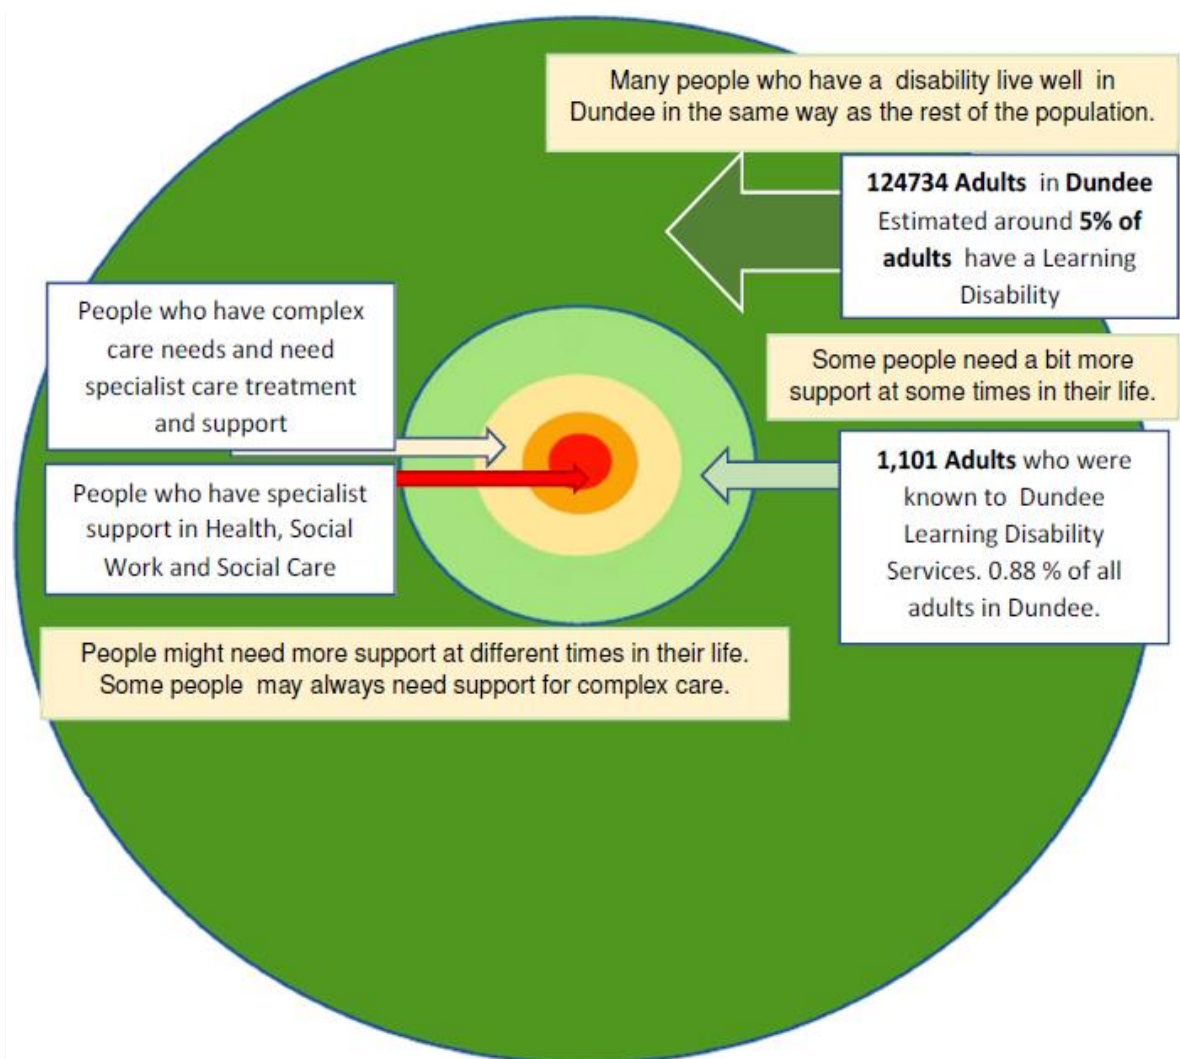 Many people who have a disability live well in
Dundee in the same way as the rest of the population.
124734 Adults in Dundee
Estimated around 5% of
adults have a Learning
Disability
People who have complex
care needs and need
specialist care treatment
and support
Some people need a bit more
support at some times in their life.
People who have specialist
support in Health, Social
Work and Social Care
1,101 Adults who were
known to Dundee
Learning Disability
Services. 0.88 % of all
adults in Dundee.
People might need more support at different times in their life.
Some people may always need support for complex care.